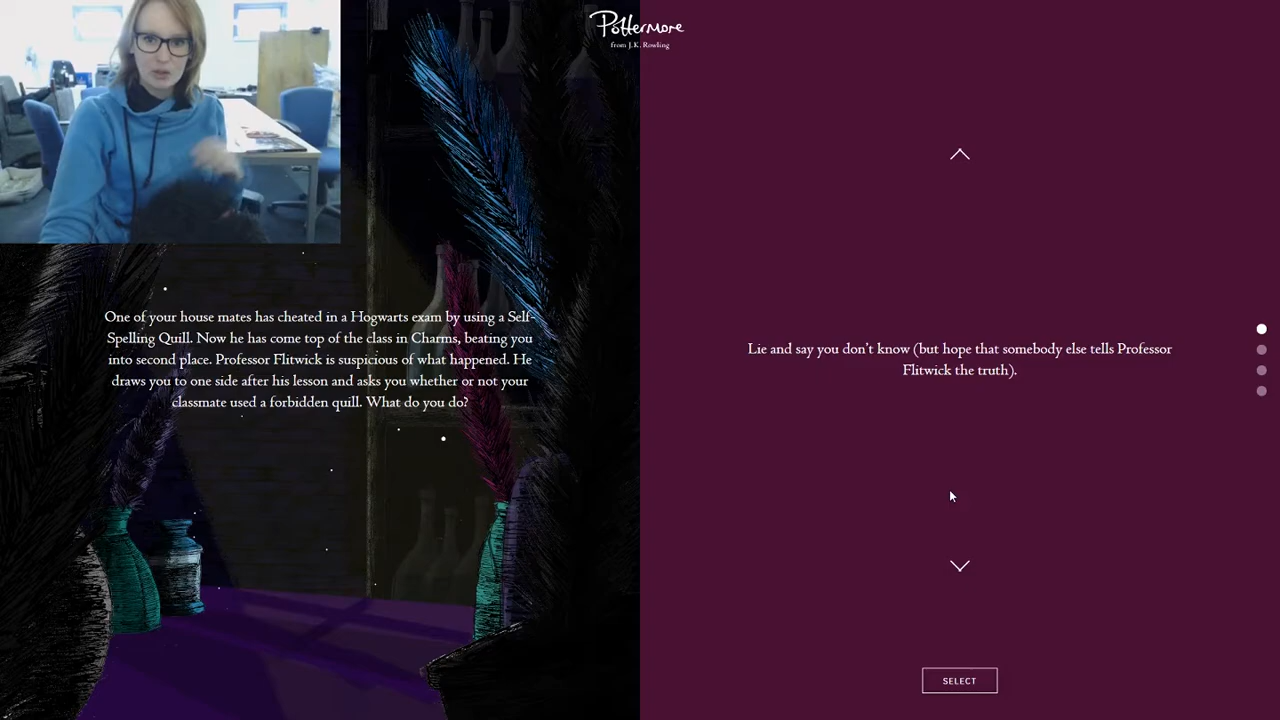 Pottermore
from J.K. Rowling
One of your house mates has cheated in a Hogwarts exam by using a Self-
Spelling Quill. Now he has come top of the class in Charms, beating you
into second place. Professor Flitwick is suspicious of what happened. He
draws you to one side after his lesson and asks you whether or not your
classmate used a forbidden quill. What do you do?
Lie and say you don’t know (but hope that somebody else tells Professor
Flitwick the truth).
SELECT